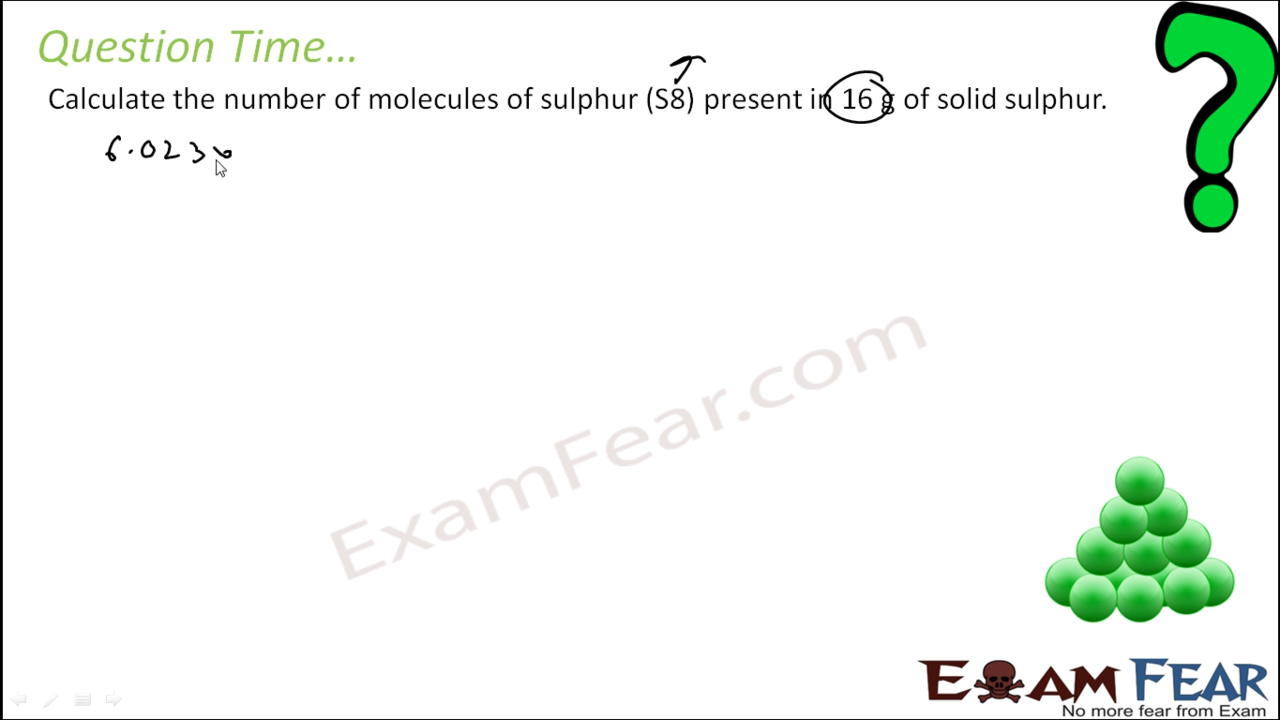 Question Time...
Calculate the number of molecules of sulphur (S8) present in 16 g of solid sulphur.
6.023
ExamFear.com
EXAM FEAR
No more fear from Exam